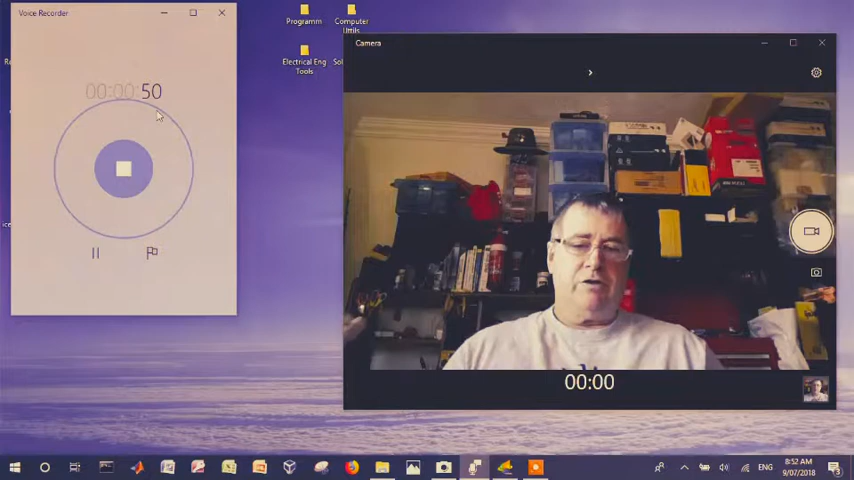 Voice Recorder
00:00:50
Programm
Computer
Uttils
Electrical Eng
Tools
Camera
00:00
ENG
8:52 AM
9/07/2018